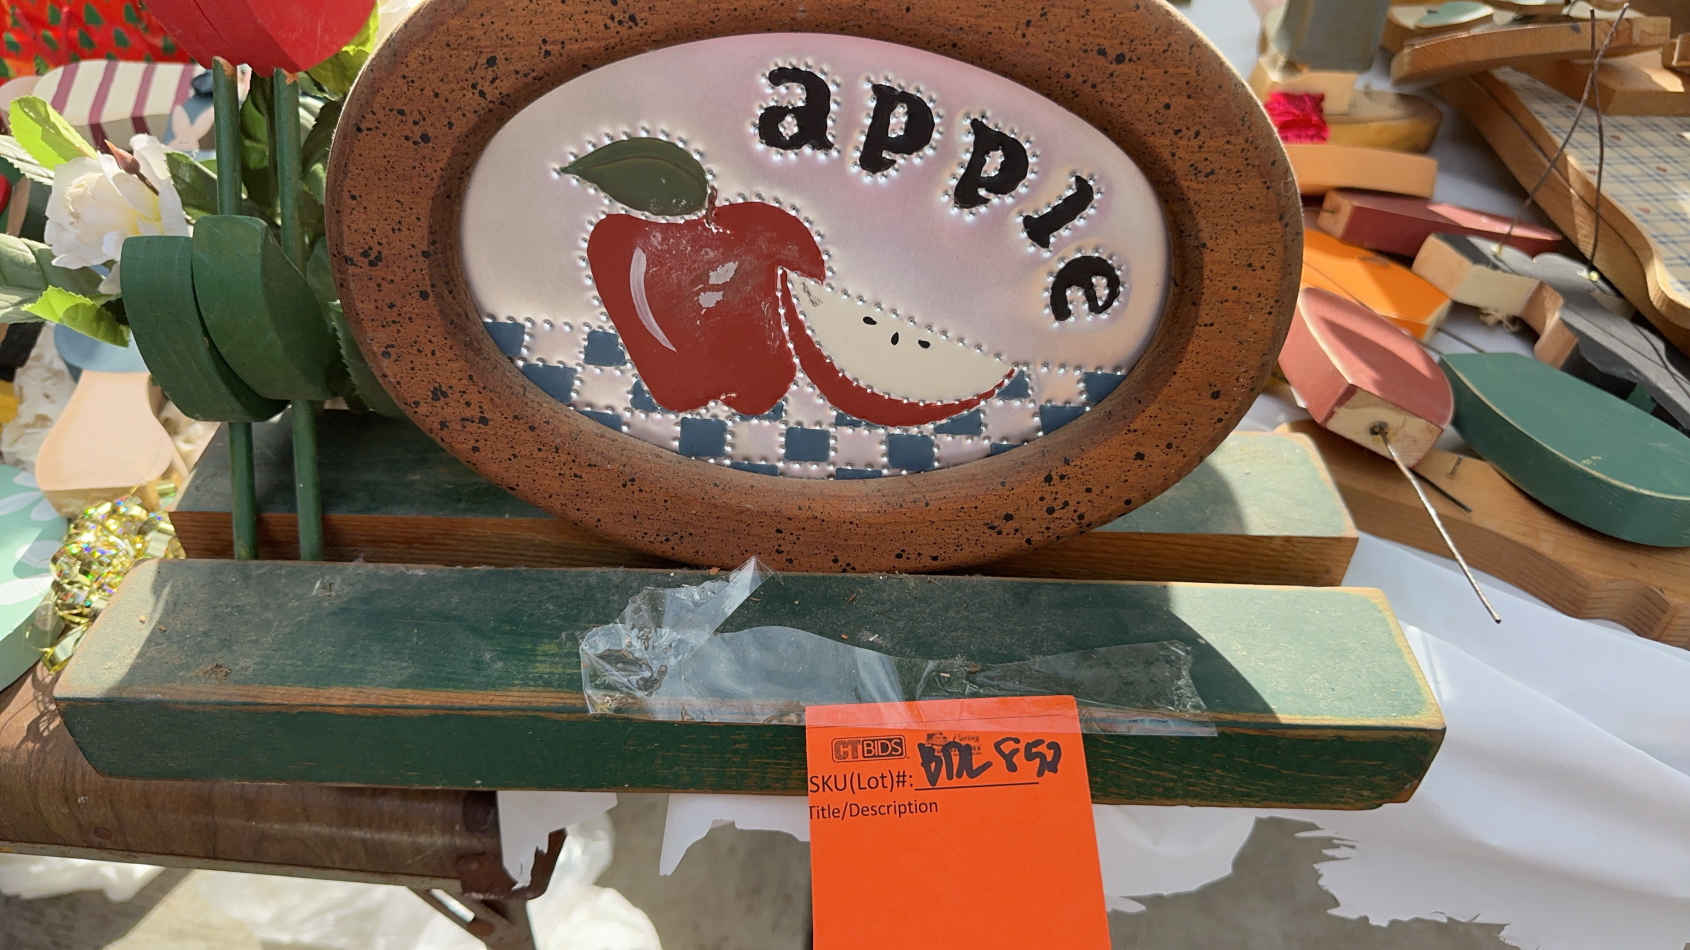 apple
CTBIDS
SKU(Lot)#: BDL 852
Title/Description